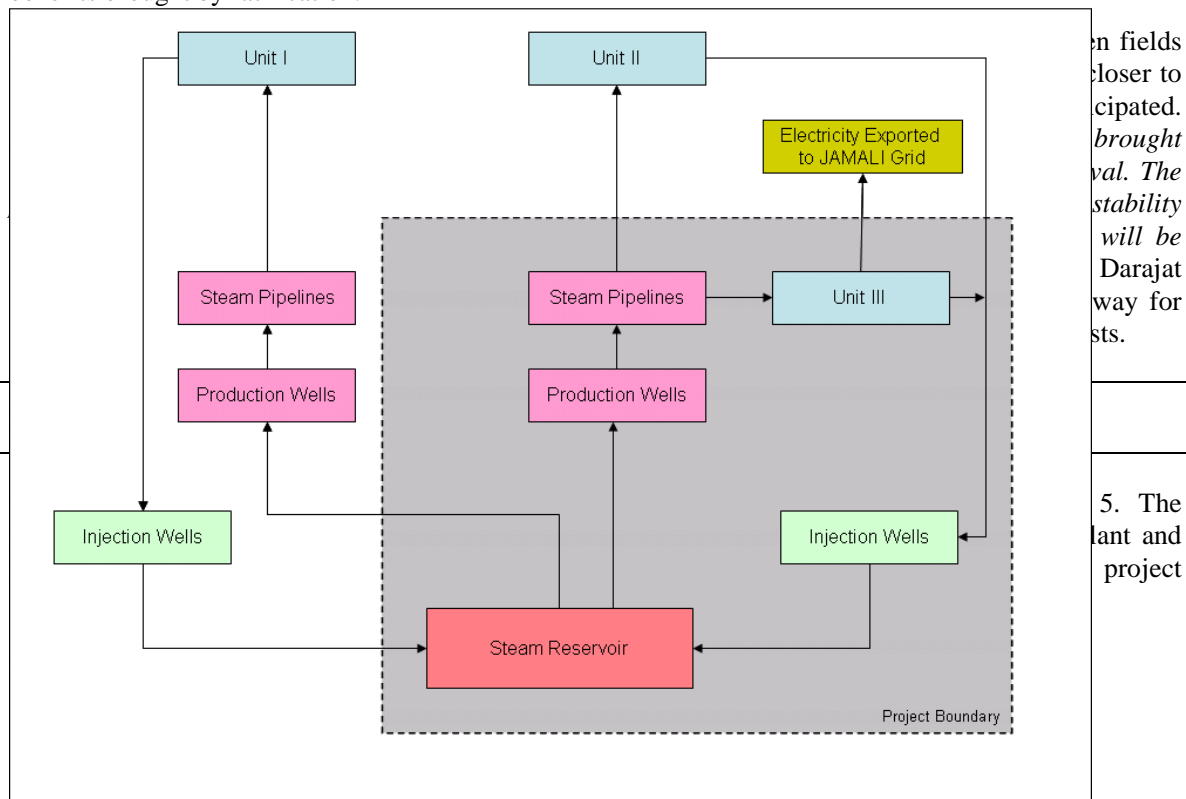 Unit I
Unit II
en fields
closer to
Electricity Exported
to JAMALI Grid
cipated.
brought
val. The
stability
will be
Steam Pipelines
Steam Pipelines
Unit III
Darajat
way for
sts.
Production Wells
Production Wells
Injection Wells
Injection Wells
5. The
lant and
project
Steam Reservoir
Project Boundary